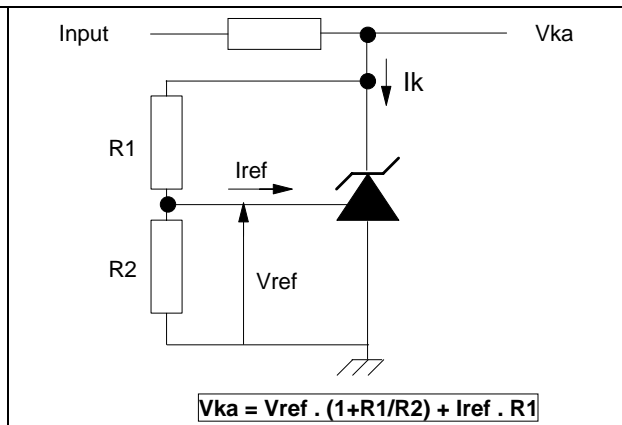 Input Vka
Ik
R1
Iref
R2
Vref
Vka = Vref . (1+R1/R2) + Iref . R1